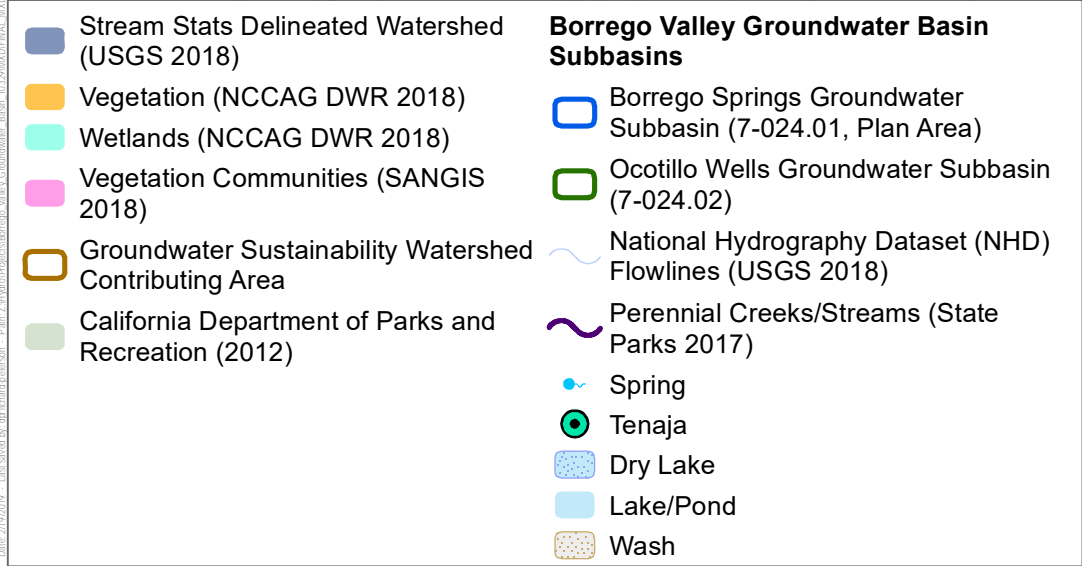 Stream Stats Delineated Watershed
(USGS 2018)
Vegetation (NCCAG DWR 2018)
Wetlands (NCCAG DWR 2018)
Vegetation Communities (SANGIS
2018)
Groundwater Sustainability Watershed
Contributing Area
California Department of Parks and
Recreation (2012)
Borrego Valley Groundwater Basin
Subbasins
Borrego Springs Groundwater
Subbasin (7-024.01, Plan Area)
Ocotillo Wells Groundwater Subbasin
(7-024.02)
National Hydrography Dataset (NHD)
Flowlines (USGS 2018)
Perennial Creeks/Streams (State
Parks 2017)
Spring
Tenaja
Dry Lake
Lake/Pond
Wash